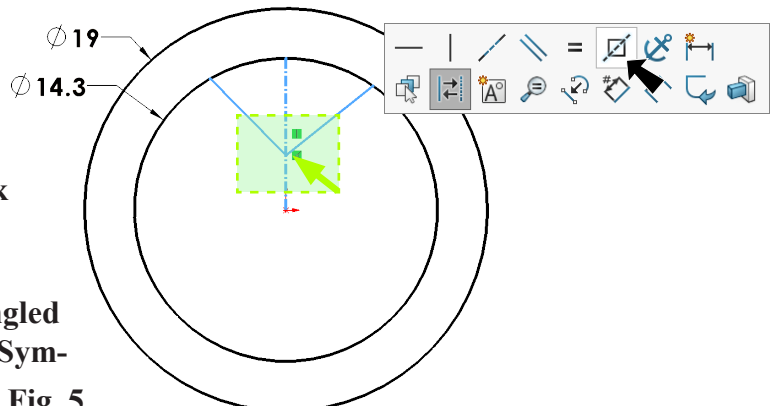 Ø 19
Ø 14.3
x
gled
Sym-
Fig. 5